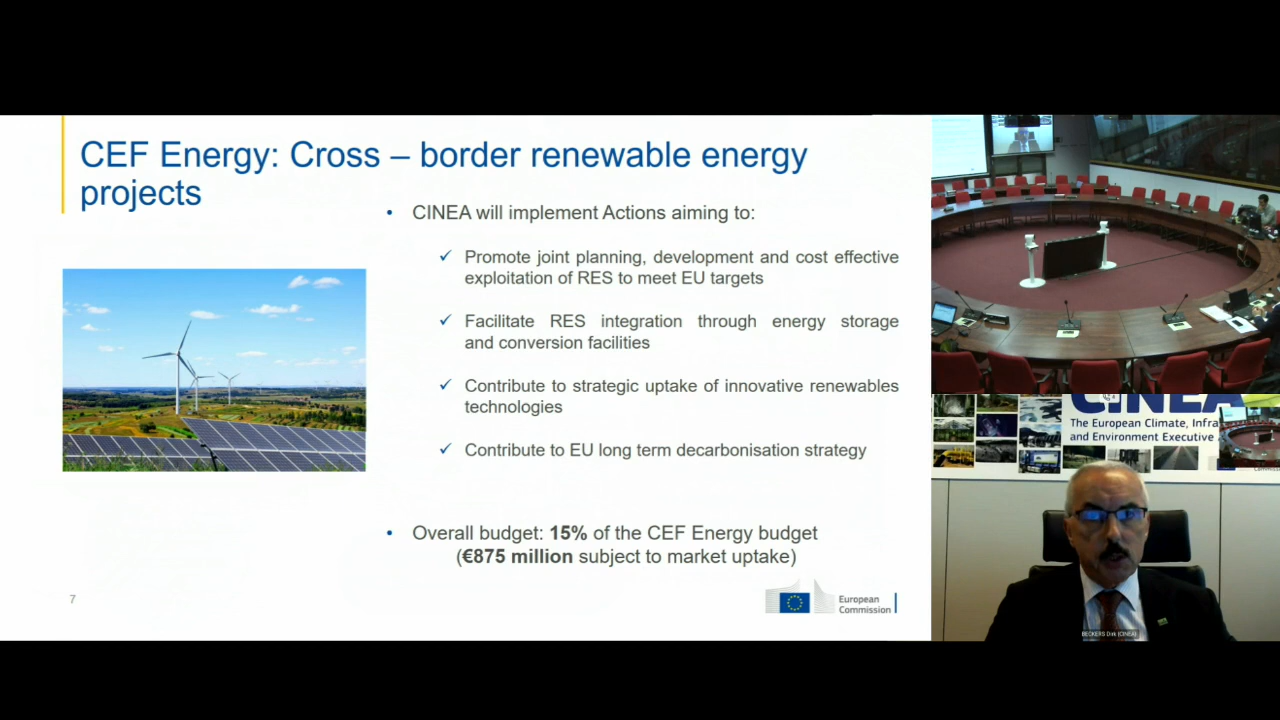 CEF Energy: Cross – border renewable energy
projects
• CINEA will implement Actions aiming to:
✓ Promote joint planning, development and cost effective
exploitation of RES to meet EU targets
✓ Facilitate RES integration through energy storage
and conversion facilities
✓ Contribute to strategic uptake of innovative renewables
technologies
✓ Contribute to EU long term decarbonisation strategy
• Overall budget: 15% of the CEF Energy budget
(€875 million subject to market uptake)
7
European
Commission
CINEA
The European Climate, Infra
and Environment Executive
BECKERS Dirk (CINEA)